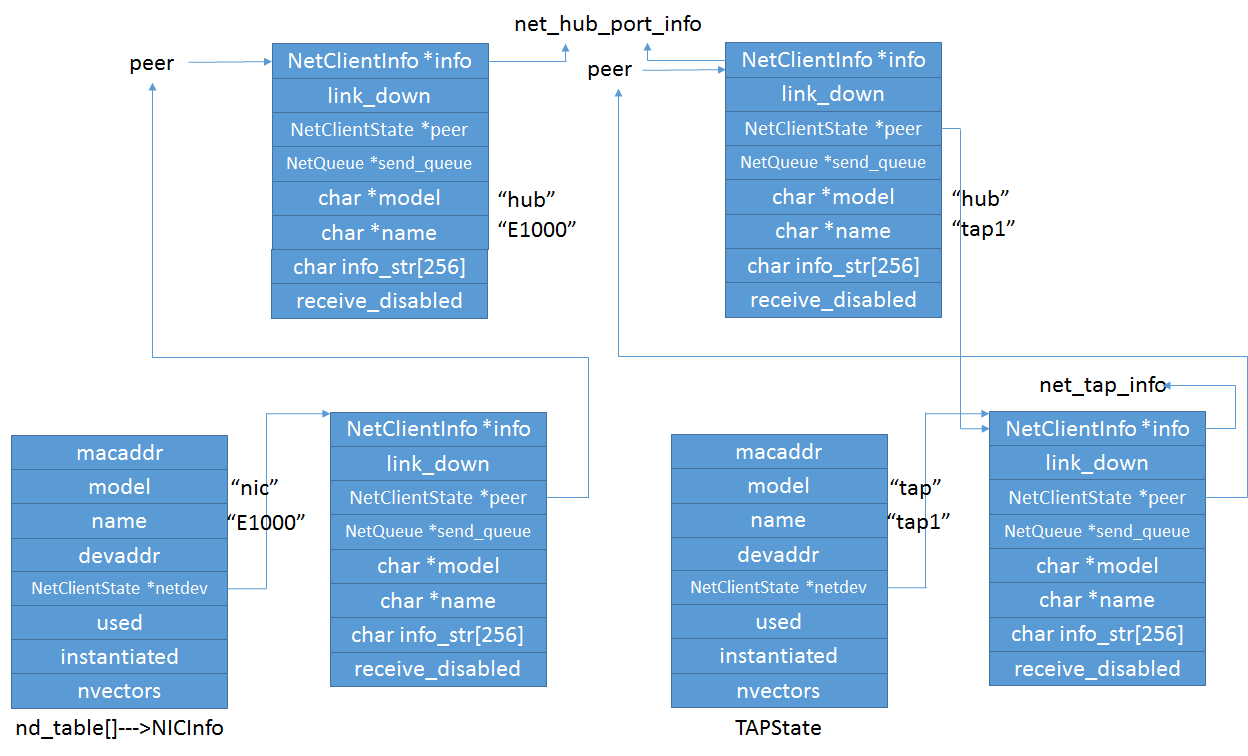 net_hub_port_info
peer
NetClientInfo *info
link_down
NetClientState *peer
NetQueue *send_queue
char *model
“hub”
char *name
“E1000”
char info_str[256]
receive_disabled
peer
NetClientInfo *info
link_down
NetClientState *peer
NetQueue *send_queue
char *model
“hub”
char *name
“tap1”
char info_str[256]
receive_disabled
macaddr
model
“nic”
name
“E1000”
devaddr
NetClientState *netdev
used
instantiated
nvectors
nd_table[]--->NICInfo
NetClientInfo *info
link_down
NetClientState *peer
NetQueue *send_queue
char *model
char *name
char info_str[256]
receive_disabled
macaddr
model
“tap”
name
“tap1”
devaddr
NetClientState *netdev
used
instantiated
nvectors
TAPState
net_tap_info
NetClientInfo *info
link_down
NetClientState *peer
NetQueue *send_queue
char *model
char *name
char info_str[256]
receive_disabled